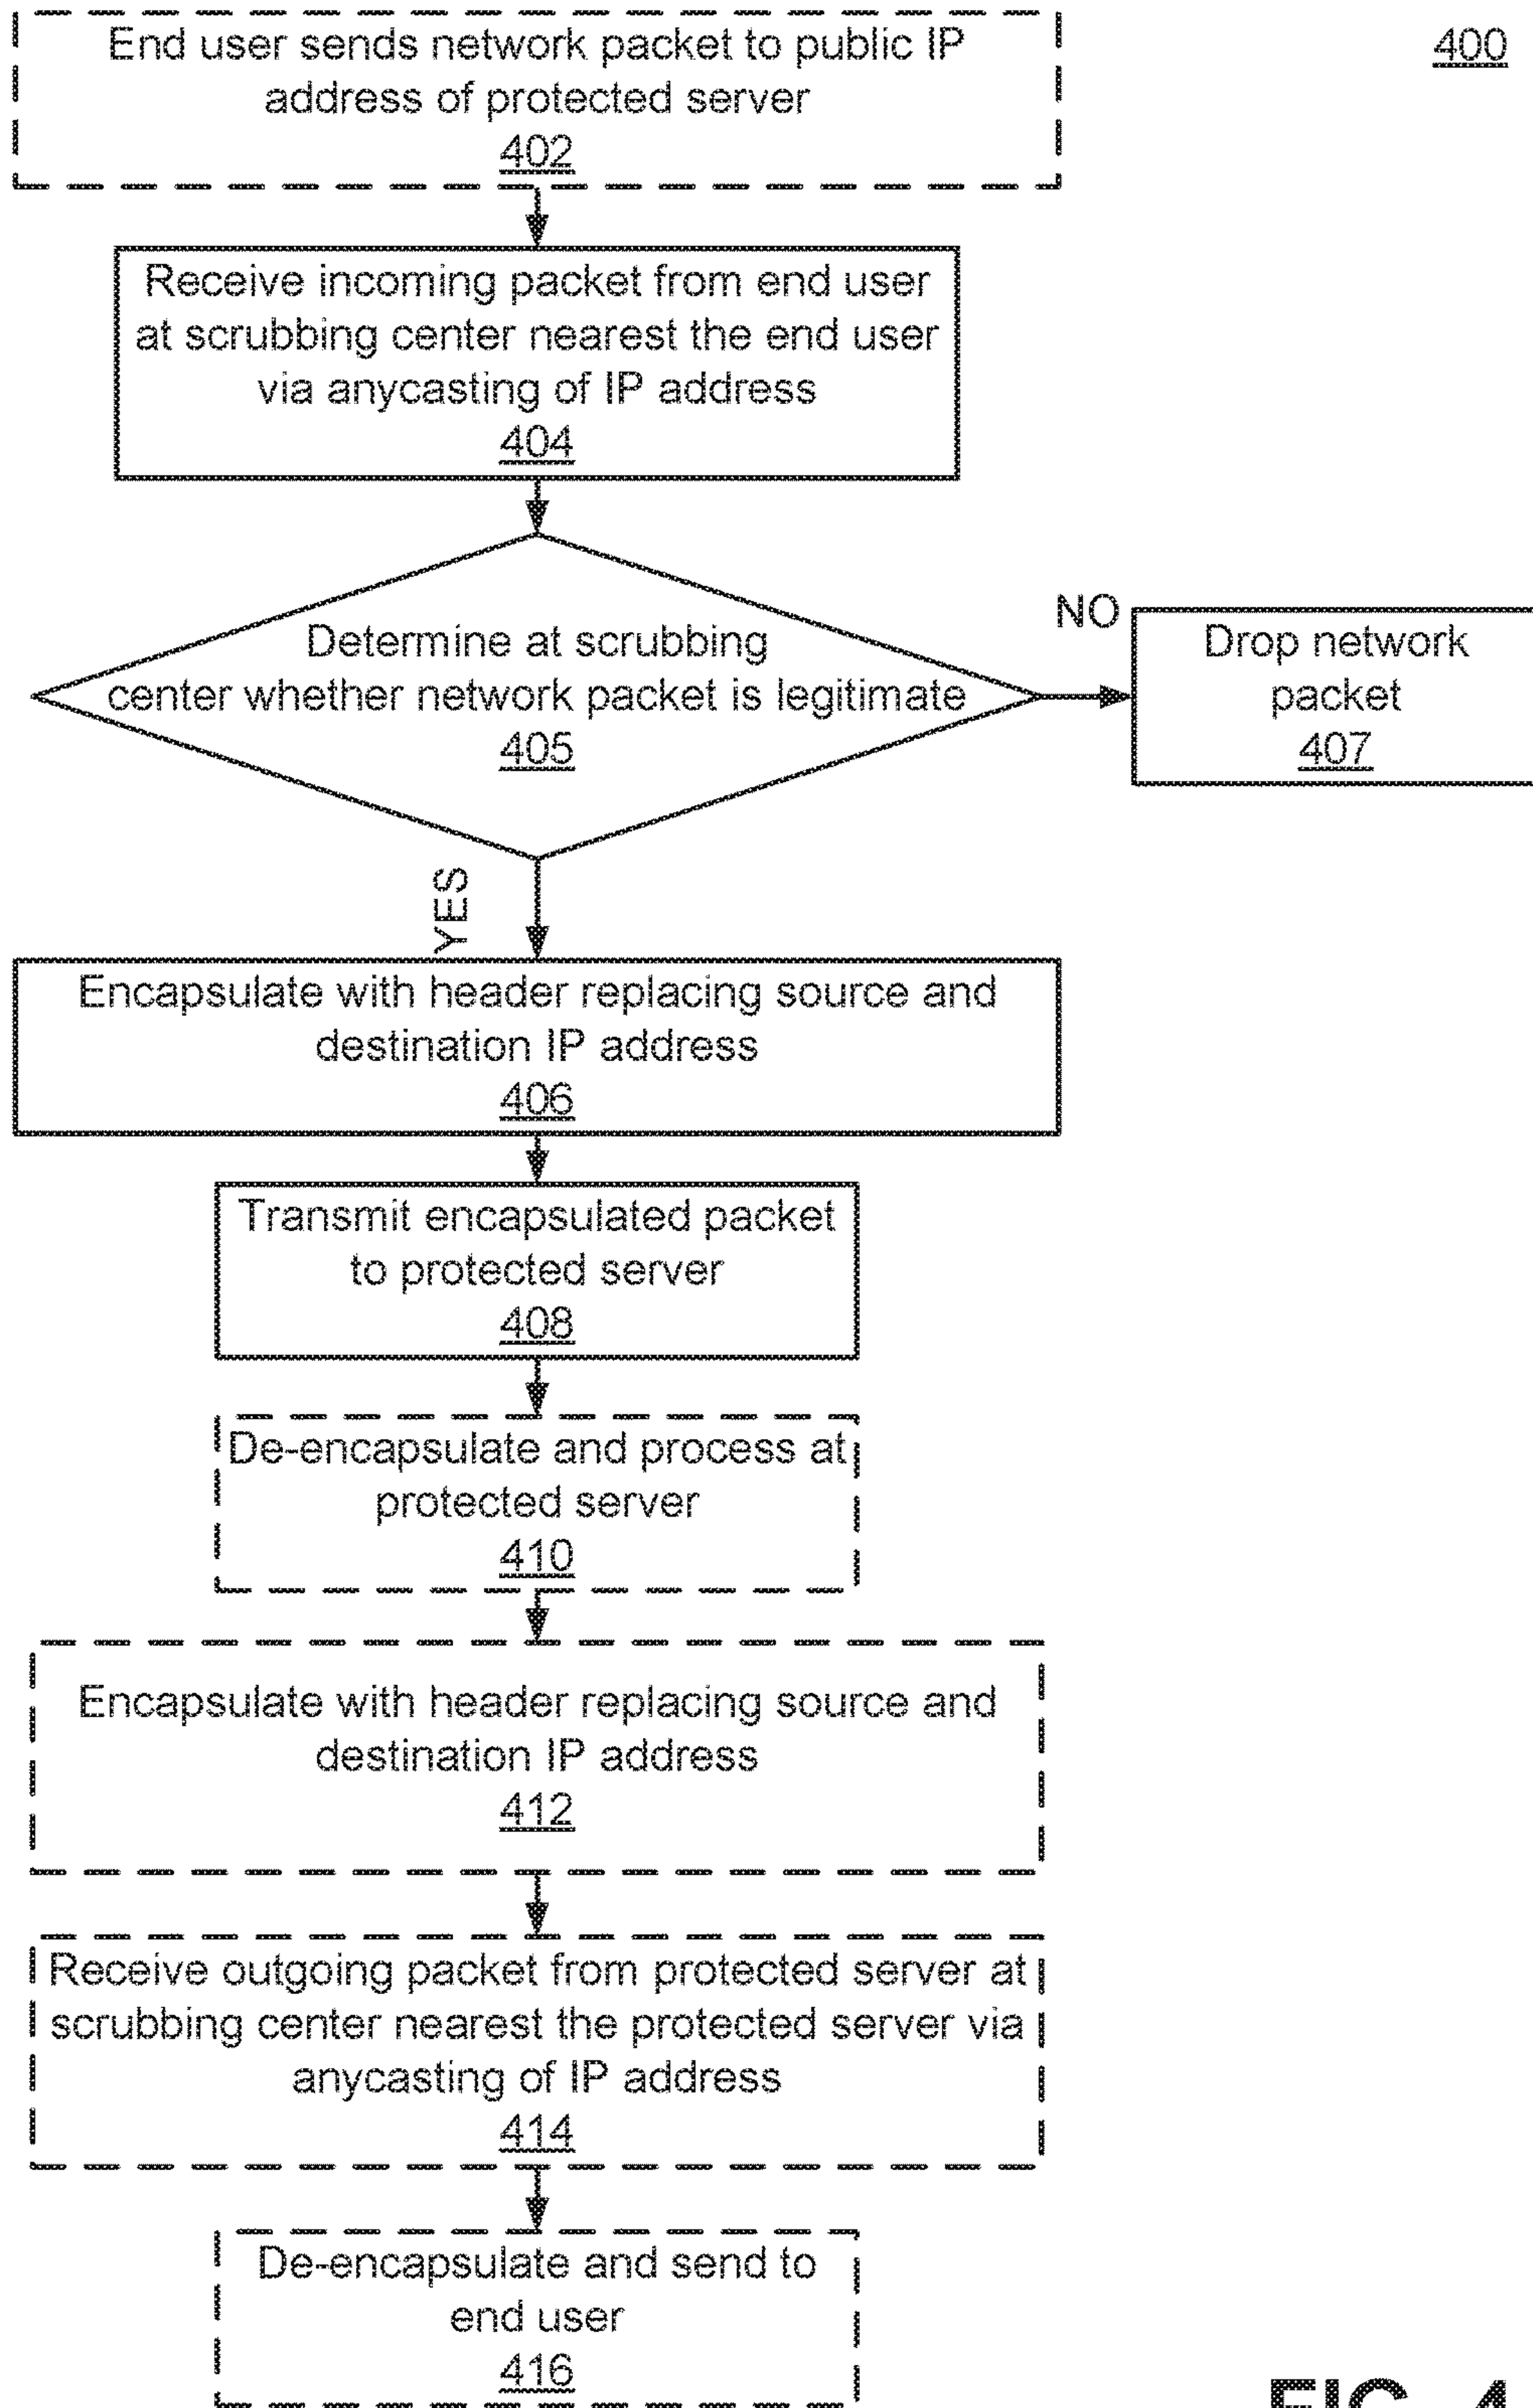 End user sends network packet to public IP
address of protected server
402
400
Receive incoming packet from end user
at scrubbing center nearest the end user
via anycasting of IP address
404
Determine at scrubbing
center whether network packet is legitimate
405
NO
Drop network
packet
407
YES
Encapsulate with header replacing source and
destination IP address
406
Transmit encapsulated packet
to protected server
408
De-encapsulate and process at
protected server
410
Encapsulate with header replacing source and
destination IP address
412
Receive outgoing packet from protected server at
scrubbing center nearest the protected server via
anycasting of IP address
414
De-encapsulate and send to
end user
416
FIG. 4